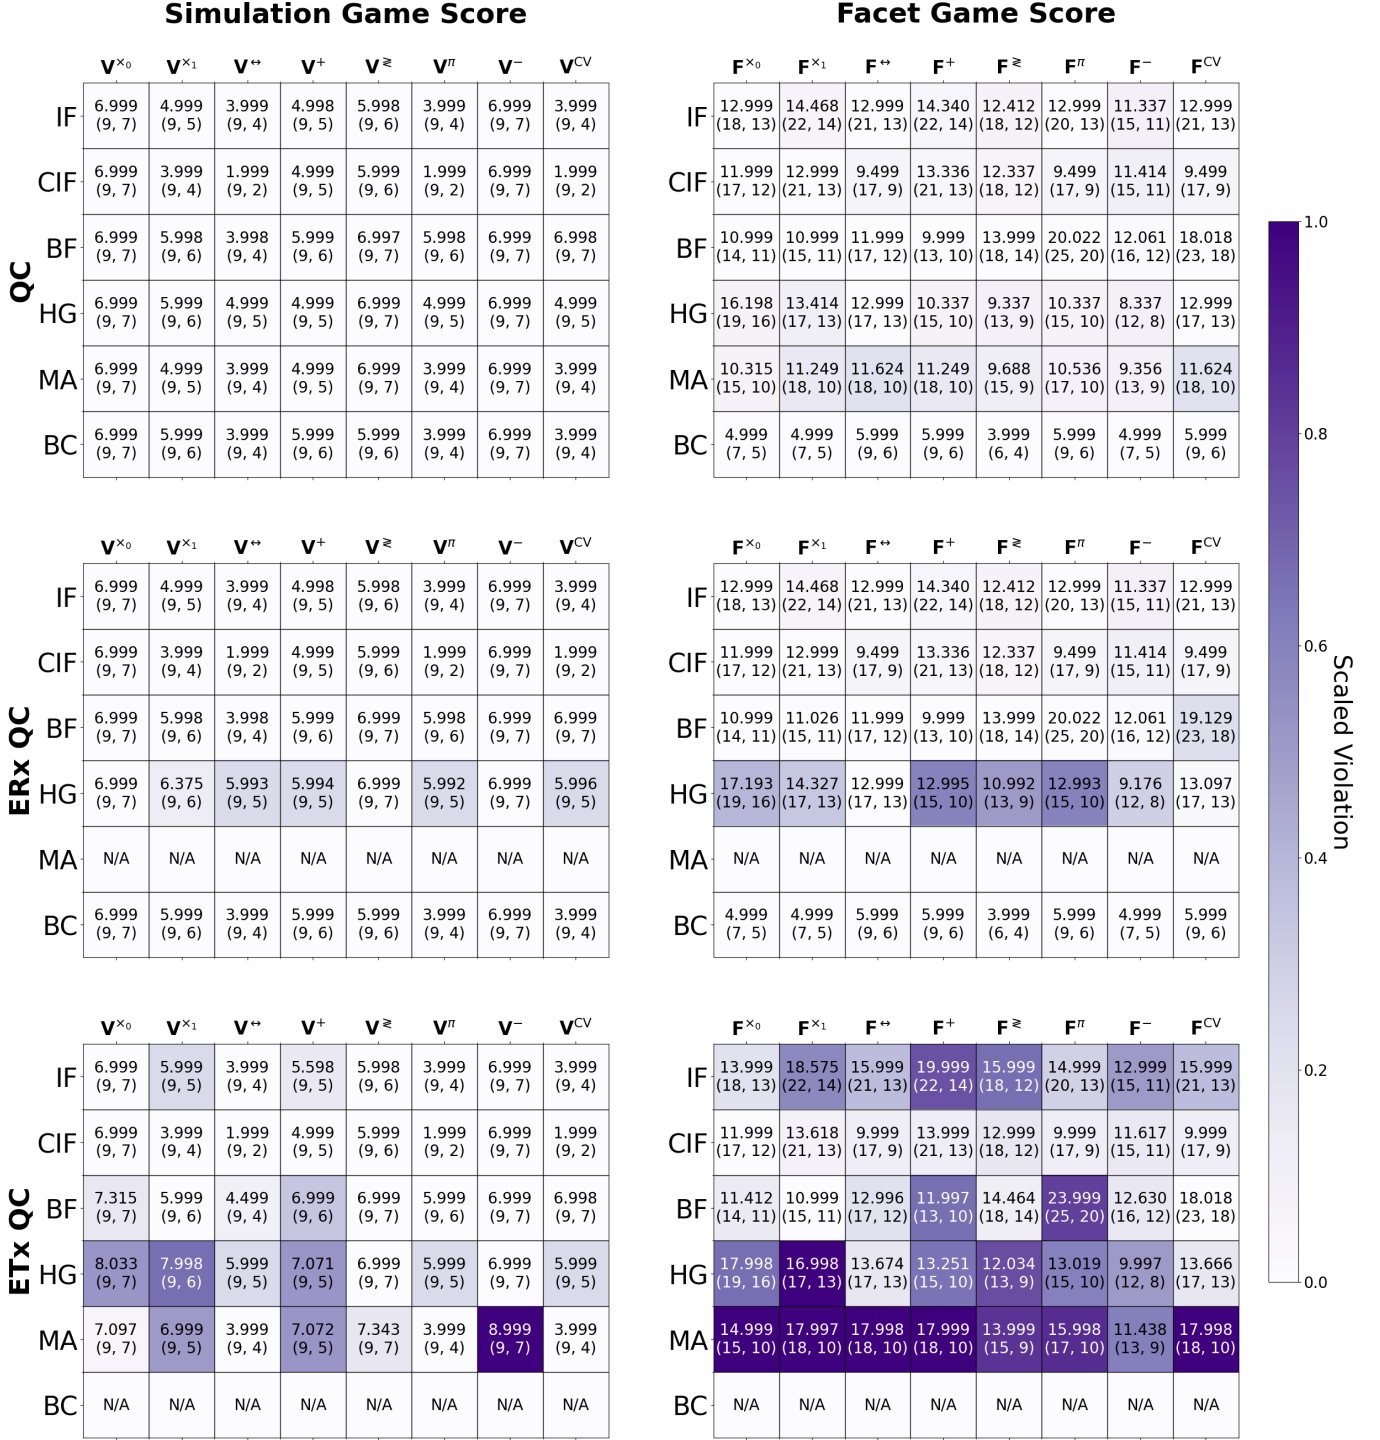 Simulation Game Score Facet Game Score
V×₀ V×₁ V↔ V⁺ V≷ Vπ V⁻ VCV F×₀ F×₁ F↔ F⁺ F≷ Fπ F⁻ FCV
QC
IF 6.999 4.999 3.999 4.998 5.998 3.999 6.999 3.999 IF 12.999 14.468 12.999 14.340 12.412 12.999 11.337 12.999
(9, 7) (9, 5) (9, 4) (9, 5) (9, 6) (9, 4) (9, 7) (9, 4) (18, 13) (22, 14) (21, 13) (22, 14) (18, 12) (20, 13) (15, 11) (21, 13)
CIF 6.999 3.999 1.999 4.999 5.999 1.999 6.999 1.999 CIF 11.999 12.999 9.499 13.336 12.337 9.499 11.414 9.499
(9, 7) (9, 4) (9, 2) (9, 5) (9, 6) (9, 2) (9, 7) (9, 2) (17, 12) (21, 13) (17, 9) (21, 13) (18, 12) (17, 9) (15, 11) (17, 9)
BF 6.999 5.998 3.998 5.999 6.997 5.998 6.999 6.998 BF 10.999 10.999 11.999 9.999 13.999 20.022 12.061 18.018
(9, 7) (9, 6) (9, 4) (9, 6) (9, 7) (9, 6) (9, 7) (9, 7) (14, 11) (15, 11) (17, 12) (13, 10) (18, 14) (25, 20) (16, 12) (23, 18)
HG 6.999 5.999 4.999 4.999 6.999 4.999 6.999 4.999 HG 16.198 13.414 12.999 10.337 9.337 10.337 8.337 12.999
(9, 7) (9, 6) (9, 5) (9, 5) (9, 7) (9, 5) (9, 7) (9, 5) (19, 16) (17, 13) (17, 13) (15, 10) (13, 9) (15, 10) (12, 8) (17, 13)
MA 6.999 4.999 3.999 4.999 6.999 3.999 6.999 3.999 MA 10.315 11.249 11.624 11.249 9.688 10.536 9.356 11.624
(9, 7) (9, 5) (9, 4) (9, 5) (9, 7) (9, 4) (9, 7) (9, 4) (15, 10) (18, 10) (18, 10) (18, 10) (15, 9) (17, 10) (13, 9) (18, 10)
BC 6.999 5.999 3.999 5.999 5.999 3.999 6.999 3.999 BC 4.999 4.999 5.999 5.999 3.999 5.999 4.999 5.999
(9, 7) (9, 6) (9, 4) (9, 6) (9, 6) (9, 4) (9, 7) (9, 4) (7, 5) (7, 5) (9, 6) (9, 6) (6, 4) (9, 6) (7, 5) (9, 6)
V×₀ V×₁ V↔ V⁺ V≷ Vπ V⁻ VCV F×₀ F×₁ F↔ F⁺ F≷ Fπ F⁻ FCV
ERx QC
IF 6.999 4.999 3.999 4.998 5.998 3.999 6.999 3.999 IF 12.999 14.468 12.999 14.340 12.412 12.999 11.337 12.999
(9, 7) (9, 5) (9, 4) (9, 5) (9, 6) (9, 4) (9, 7) (9, 4) (18, 13) (22, 14) (21, 13) (22, 14) (18, 12) (20, 13) (15, 11) (21, 13)
CIF 6.999 3.999 1.999 4.999 5.999 1.999 6.999 1.999 CIF 11.999 12.999 9.499 13.336 12.337 9.499 11.414 9.499
(9, 7) (9, 4) (9, 2) (9, 5) (9, 6) (9, 2) (9, 7) (9, 2) (17, 12) (21, 13) (17, 9) (21, 13) (18, 12) (17, 9) (15, 11) (17, 9)
BF 6.999 5.998 3.998 5.999 6.999 5.998 6.999 6.999 BF 10.999 11.026 11.999 9.999 13.999 20.022 12.061 19.129
(9, 7) (9, 6) (9, 4) (9, 6) (9, 7) (9, 6) (9, 7) (9, 7) (14, 11) (15, 11) (17, 12) (13, 10) (18, 14) (25, 20) (16, 12) (23, 18)
HG 6.999 6.375 5.993 5.994 6.999 5.992 6.999 5.996 HG 17.193 14.327 12.999 12.995 10.992 12.993 9.176 13.097
(9, 7) (9, 6) (9, 5) (9, 5) (9, 7) (9, 5) (9, 7) (9, 5) (19, 16) (17, 13) (17, 13) (15, 10) (13, 9) (15, 10) (12, 8) (17, 13)
MA N/A N/A N/A N/A N/A N/A N/A N/A MA N/A N/A N/A N/A N/A N/A N/A N/A
BC 6.999 5.999 3.999 5.999 5.999 3.999 6.999 3.999 BC 4.999 4.999 5.999 5.999 3.999 5.999 4.999 5.999
(9, 7) (9, 6) (9, 4) (9, 6) (9, 6) (9, 4) (9, 7) (9, 4) (7, 5) (7, 5) (9, 6) (9, 6) (6, 4) (9, 6) (7, 5) (9, 6)
V×₀ V×₁ V↔ V⁺ V≷ Vπ V⁻ VCV F×₀ F×₁ F↔ F⁺ F≷ Fπ F⁻ FCV
ETx QC
IF 6.999 5.999 3.999 5.598 5.998 3.999 6.999 3.999 IF 13.999 18.575 15.999 19.999 15.999 14.999 12.999 15.999
(9, 7) (9, 5) (9, 4) (9, 5) (9, 6) (9, 4) (9, 7) (9, 4) (18, 13) (22, 14) (21, 13) (22, 14) (18, 12) (20, 13) (15, 11) (21, 13)
CIF 6.999 3.999 1.999 4.999 5.999 1.999 6.999 1.999 CIF 11.999 13.618 9.999 13.999 12.999 9.999 11.617 9.999
(9, 7) (9, 4) (9, 2) (9, 5) (9, 6) (9, 2) (9, 7) (9, 2) (17, 12) (21, 13) (17, 9) (21, 13) (18, 12) (17, 9) (15, 11) (17, 9)
BF 7.315 5.999 4.499 6.999 6.999 5.999 6.999 6.998 BF 11.412 10.999 12.996 11.997 14.464 23.999 12.630 18.018
(9, 7) (9, 6) (9, 4) (9, 6) (9, 7) (9, 6) (9, 7) (9, 7) (14, 11) (15, 11) (17, 12) (13, 10) (18, 14) (25, 20) (16, 12) (23, 18)
HG 8.033 7.998 5.999 7.071 6.999 5.999 6.999 5.999 HG 17.998 16.998 13.674 13.251 12.034 13.019 9.997 13.666
(9, 7) (9, 6) (9, 5) (9, 5) (9, 7) (9, 5) (9, 7) (9, 5) (19, 16) (17, 13) (17, 13) (15, 10) (13, 9) (15, 10) (12, 8) (17, 13)
MA 7.097 6.999 3.999 7.072 7.343 3.999 8.999 3.999 MA 14.999 17.997 17.998 17.999 13.999 15.998 11.438 17.998
(9, 7) (9, 5) (9, 4) (9, 5) (9, 7) (9, 4) (9, 7) (9, 4) (15, 10) (18, 10) (18, 10) (18, 10) (15, 9) (17, 10) (13, 9) (18, 10)
BC N/A N/A N/A N/A N/A N/A N/A N/A BC N/A N/A N/A N/A N/A N/A N/A N/A
1.0
0.8
0.6
0.4
0.2
0.0
Scaled Violation